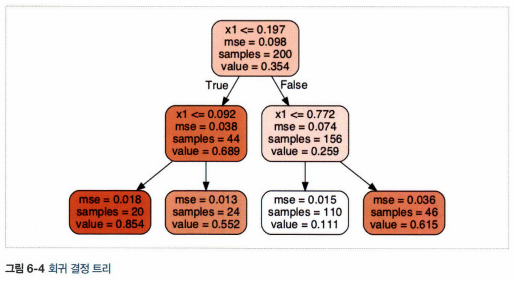 x1 <= 0.197
mse = 0.098
samples = 200
value = 0.354
True
False
x1 <= 0.092
mse = 0.038
samples = 44
value = 0.689
x1 <= 0.772
mse = 0.074
samples = 156
value = 0.259
mse = 0.018
samples = 20
value = 0.854
mse = 0.013
samples = 24
value = 0.552
mse = 0.015
samples = 110
value = 0.111
mse = 0.036
samples = 46
value = 0.615
그림 6-4 회귀 결정 트리